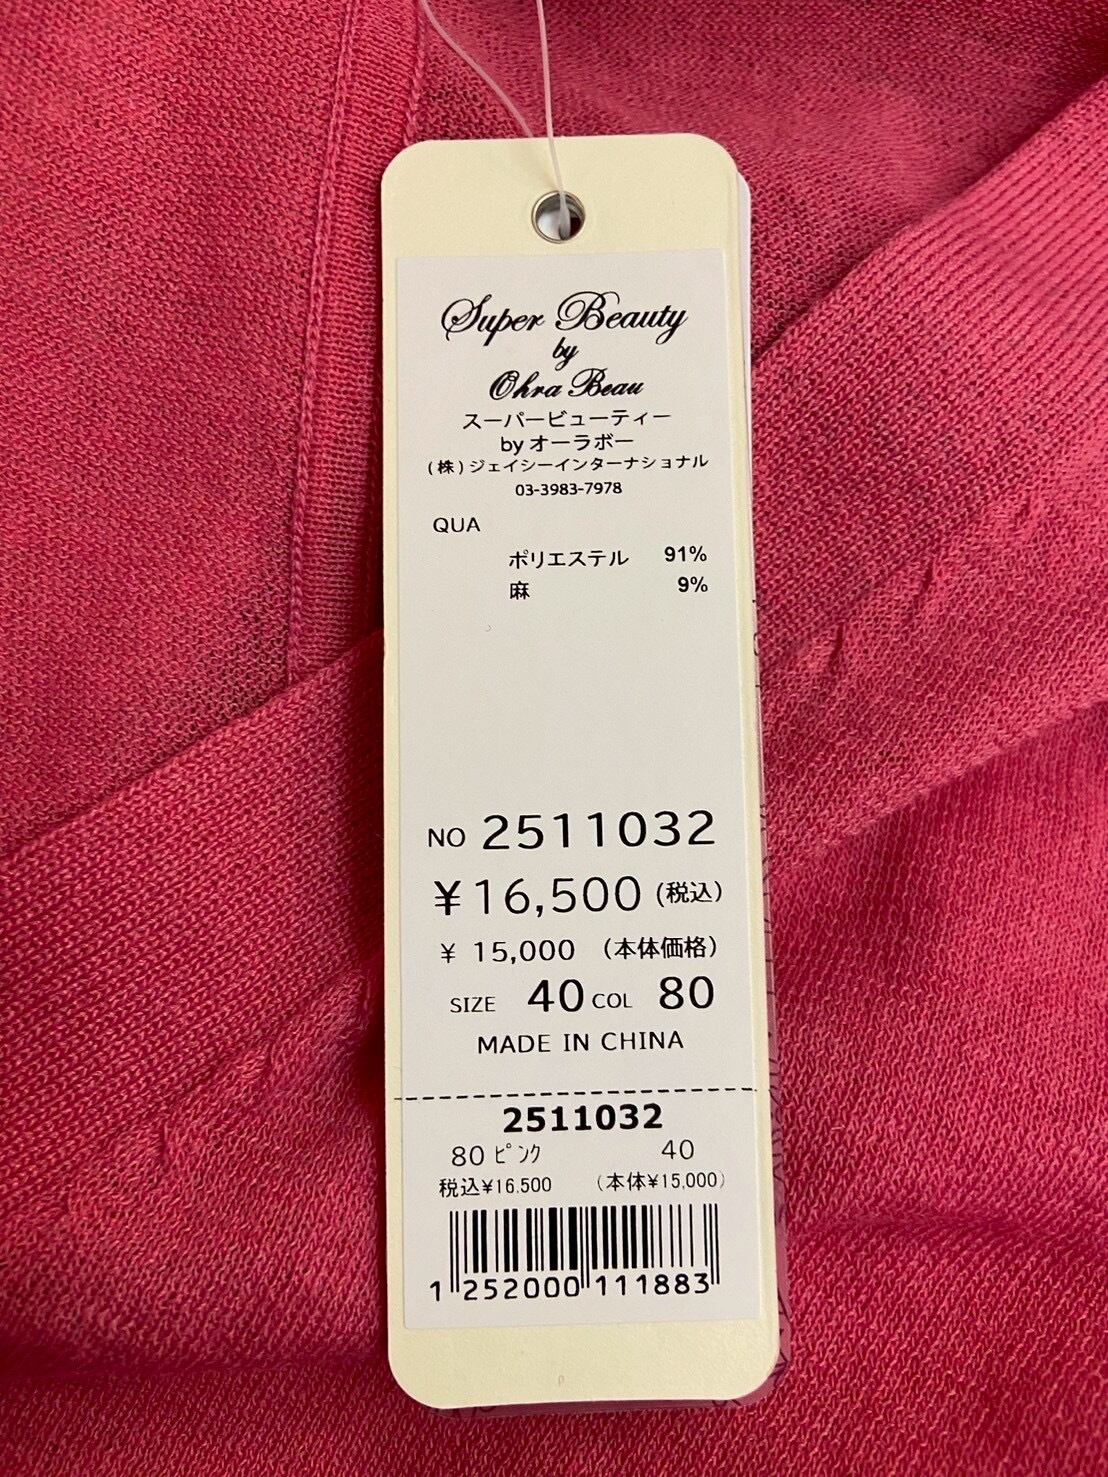 Super Beauty
by
Ohra Beau
スーパービューティー
by オーラボー
(株)ジェイシーインターナショナル
03-3983-7978
QUA
ポリエステル 91%
麻 9%
NO 2511032
¥16,500 (税込)
¥ 15,000 (本体価格)
SIZE 40 COL 80
MADE IN CHINA
2511032
80 ピンク 40
税込¥16,500 (本体¥15,000)
1 252000 111883